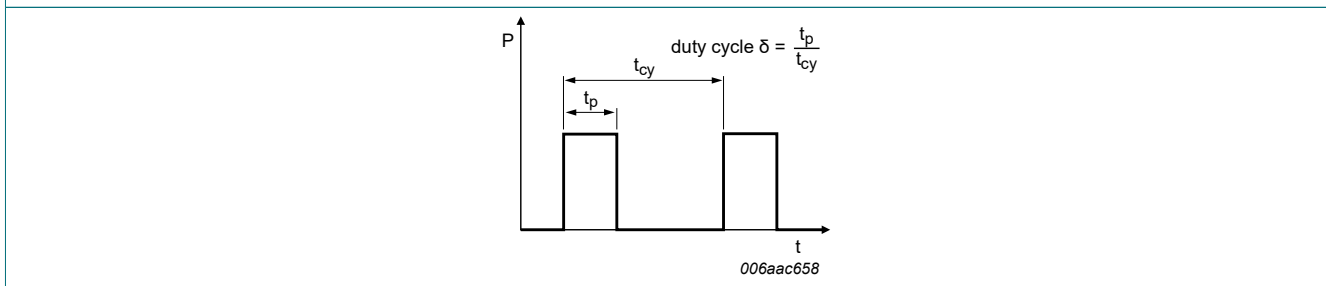 P
duty cycle δ = tp/tcy
tcy
tp
t
006aac658